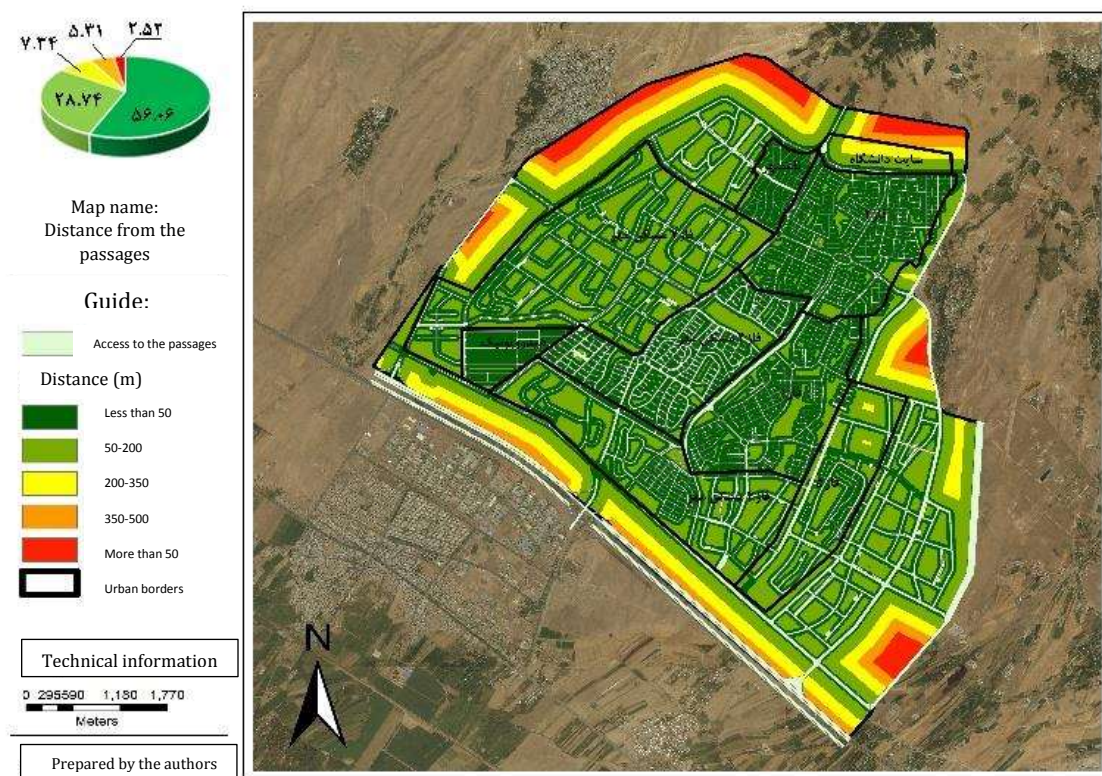 ۲.۵۳
۵.۳۱
۷.۳۴
۲۸.۷۴
۵۶.۰۶
Map name:
Distance from the
passages
Guide:
Access to the passages
Distance (m)
Less than 50
50-200
200-350
350-500
More than 50
Urban borders
Technical information
0 295590 1,180 1,770
Meters
Prepared by the authors
سایت دانشگاه
N